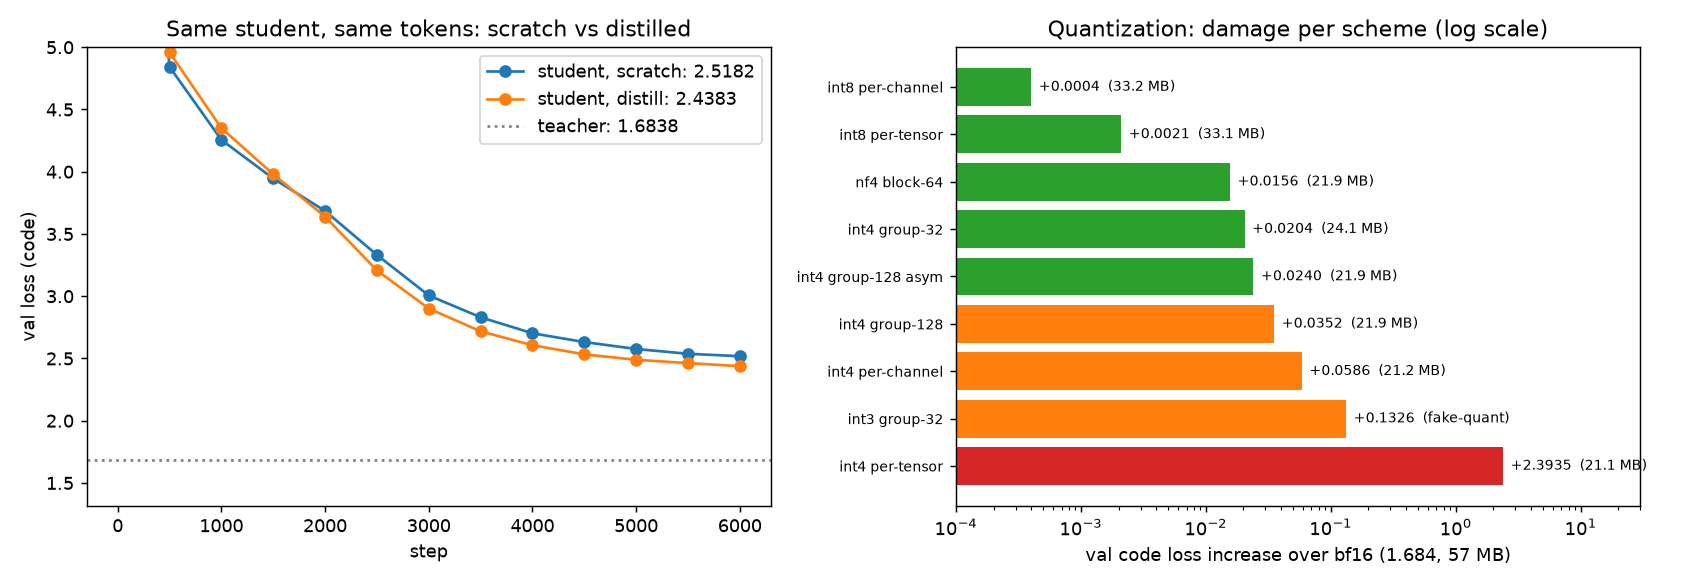 Same student, same tokens: scratch vs distilled
5.0
4.5
4.0
3.5
3.0
2.5
2.0
1.5
val loss (code)
student, scratch: 2.5182
student, distill: 2.4383
teacher: 1.6838
0 1000 2000 3000 4000 5000 6000
step
Quantization: damage per scheme (log scale)
int8 per-channel +0.0004 (33.2 MB)
int8 per-tensor +0.0021 (33.1 MB)
nf4 block-64 +0.0156 (21.9 MB)
int4 group-32 +0.0204 (24.1 MB)
int4 group-128 asym +0.0240 (21.9 MB)
int4 group-128 +0.0352 (21.9 MB)
int4 per-channel +0.0586 (21.2 MB)
int3 group-32 +0.1326 (fake-quant)
int4 per-tensor +2.3935 (21.1 MB)
10⁻⁴ 10⁻³ 10⁻² 10⁻¹ 10⁰ 10¹
val code loss increase over bf16 (1.684, 57 MB)